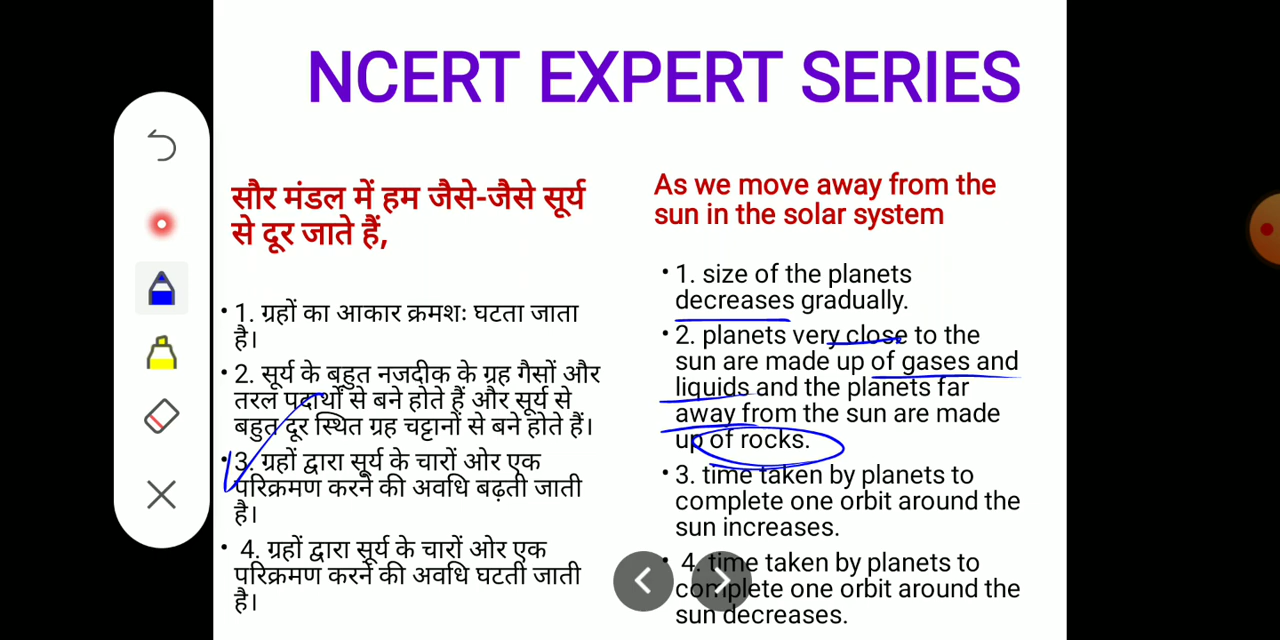 NCERT EXPERT SERIES
सौर मंडल में हम जैसे-जैसे सूर्य
से दूर जाते हैं,
• 1. ग्रहों का आकार क्रमशः घटता जाता
है।
• 2. सूर्य के बहुत नजदीक के ग्रह गैसों और
तरल पदार्थों से बने होते हैं और सूर्य से
बहुत दूर स्थित ग्रह चट्टानों से बने होते हैं।
• 3. ग्रहों द्वारा सूर्य के चारों ओर एक
परिक्रमण करने की अवधि बढ़ती जाती
है।
• 4. ग्रहों द्वारा सूर्य के चारों ओर एक
परिक्रमण करने की अवधि घटती जाती
है।
As we move away from the
sun in the solar system
• 1. size of the planets
decreases gradually.
• 2. planets very close to the
sun are made up of gases and
liquids and the planets far
away from the sun are made
up of rocks.
• 3. time taken by planets to
complete one orbit around the
sun increases.
• 4. time taken by planets to
complete one orbit around the
sun decreases.